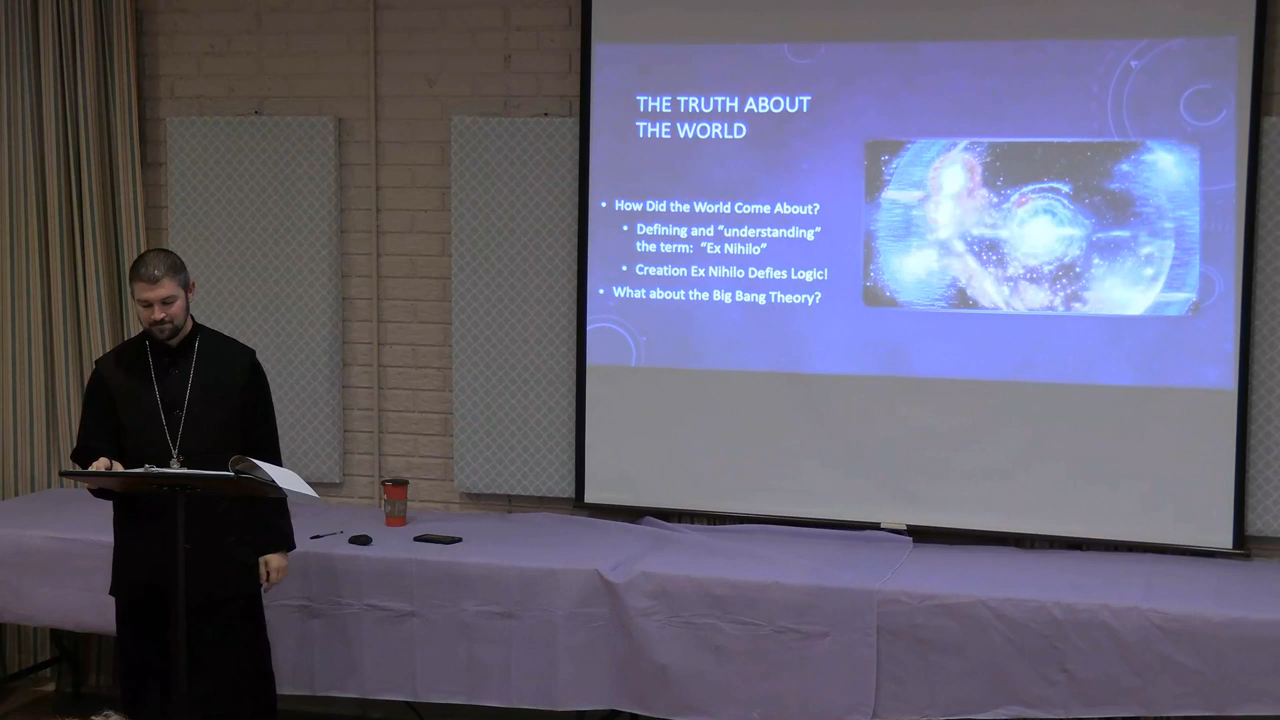 THE TRUTH ABOUT
THE WORLD
• How Did the World Come About?
• Defining and “understanding”
the term: “Ex Nihilo”
• Creation Ex Nihilo Defies Logic!
• What about the Big Bang Theory?